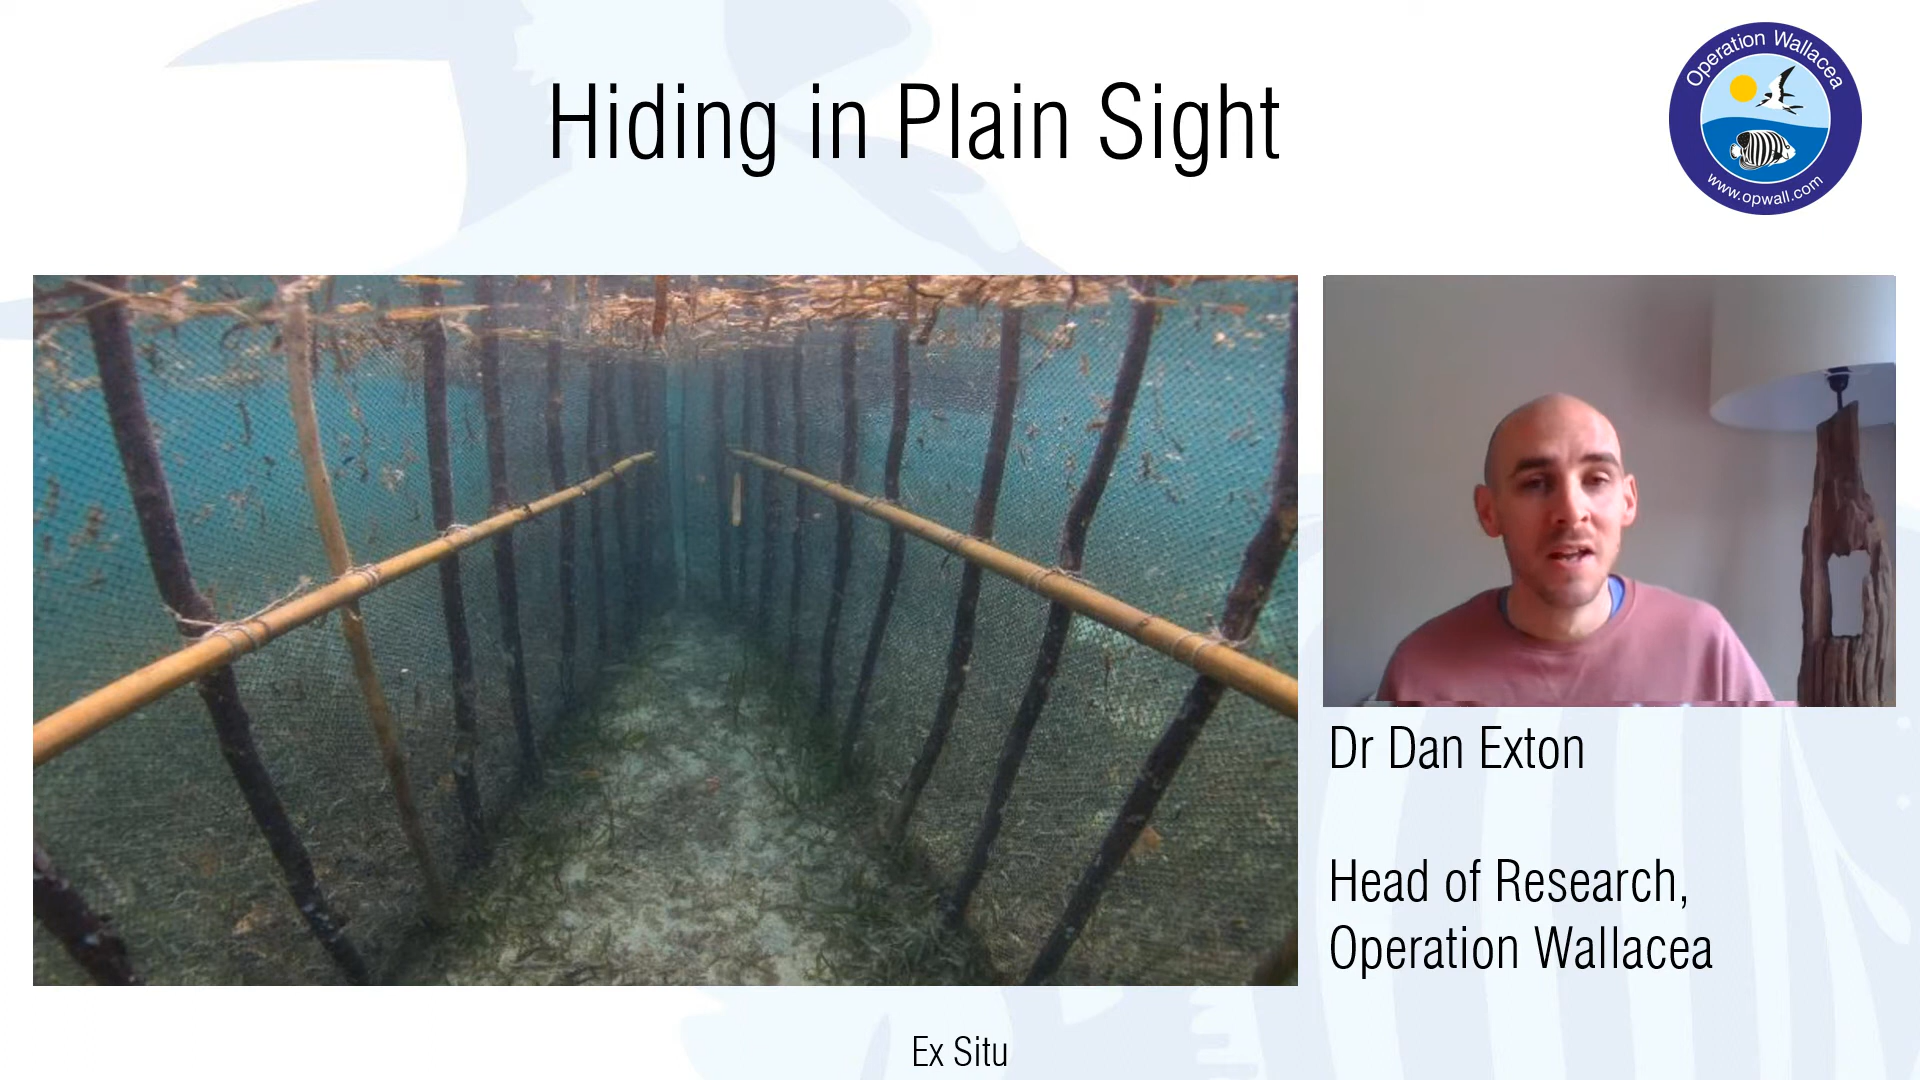 Hiding in Plain Sight
Operation Wallacea
www.opwall.com
Dr Dan Exton
Head of Research,
Operation Wallacea
Ex Situ